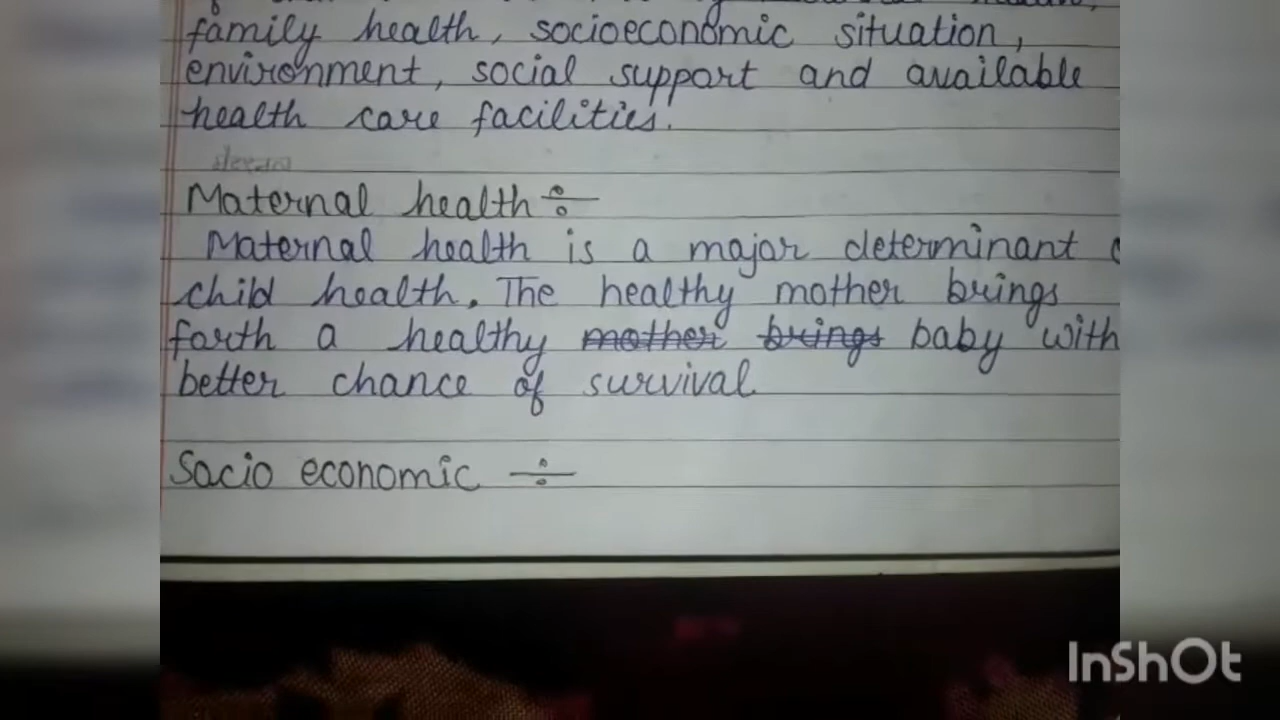 family health, socioeconomic situation,
environment, social support and available
health care facilities.
Maternal health ÷
Maternal health is a major determinant
child health. The healthy mother brings
forth a healthy mother brings baby with
better chance of survival
Socio economic ÷
InShOt